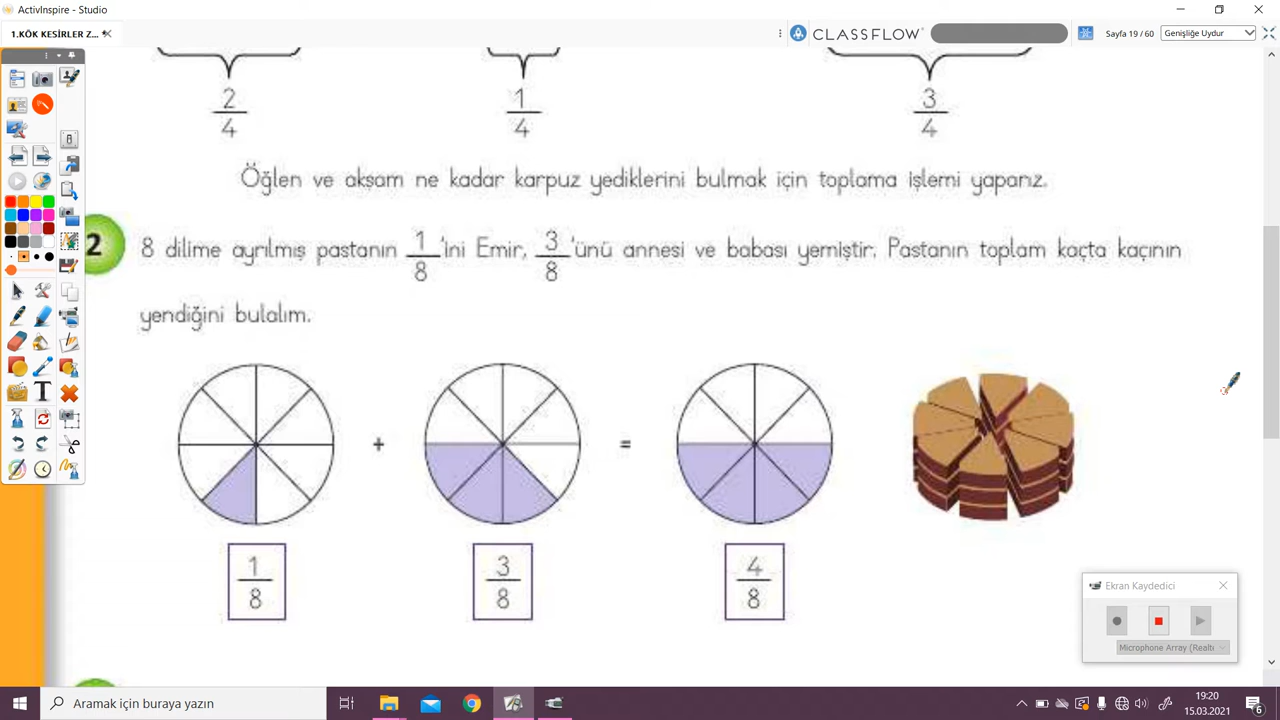 ActivInspire - Studio
1.KÖK KESİRLER Z...
CLASSFLOW
Sayfa 19 / 60
Genişliğe Uydur
2
4
1
4
3
4
Öğlen ve akşam ne kadar karpuz yediklerini bulmak için toplama işlemi yaparız.
2
8 dilime ayrılmış pastanın 1/8 'ini Emir, 3/8 'ünü annesi ve babası yemiştir. Pastanın toplam kaçta kaçının
yendiğini bulalım.
+
=
1
8
3
8
4
8
Ekran Kaydedici
Microphone Array (Realt
Aramak için buraya yazın
19:20
15.03.2021
6